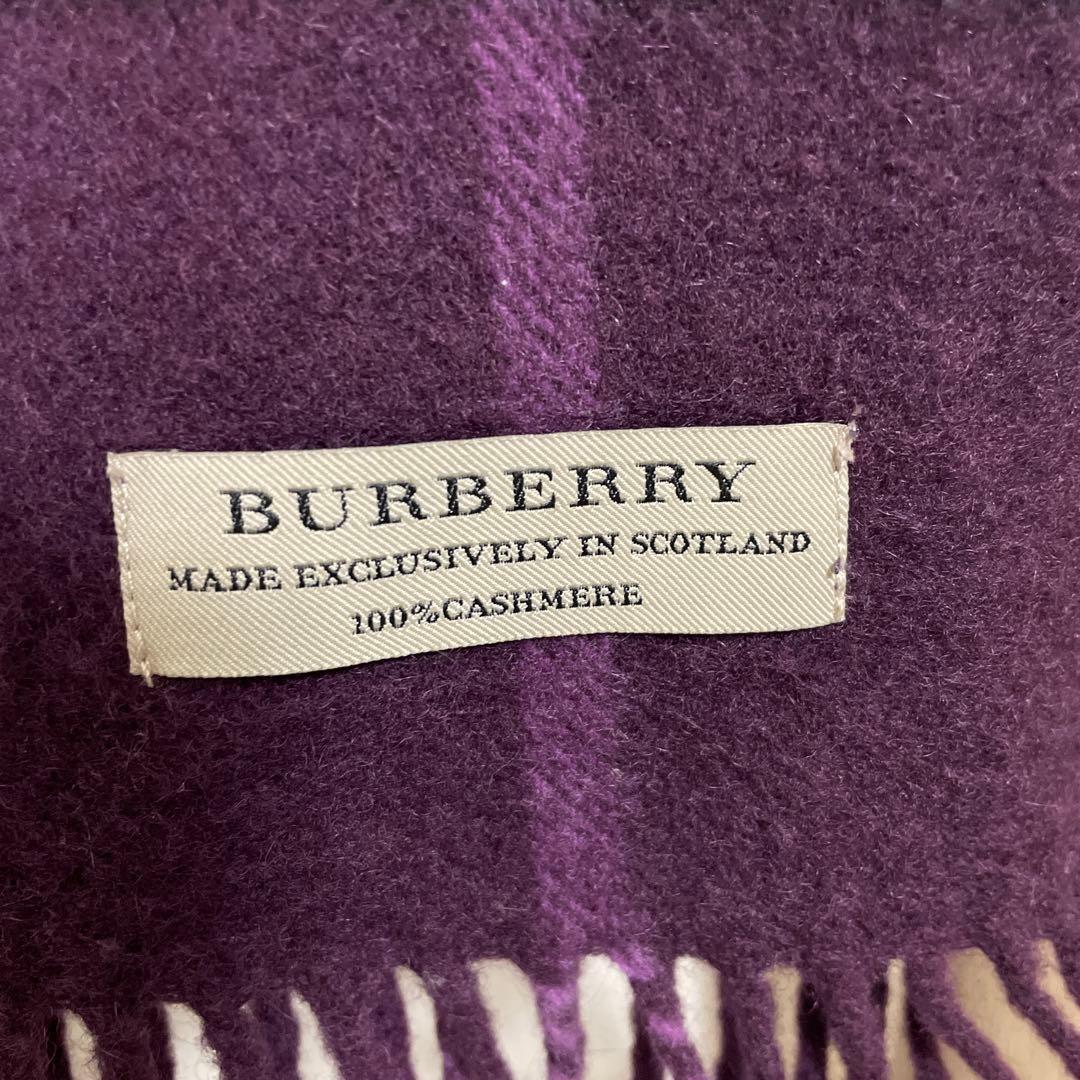 BURBERRY
MADE EXCLUSIVELY IN SCOTLAND
100%CASHMERE